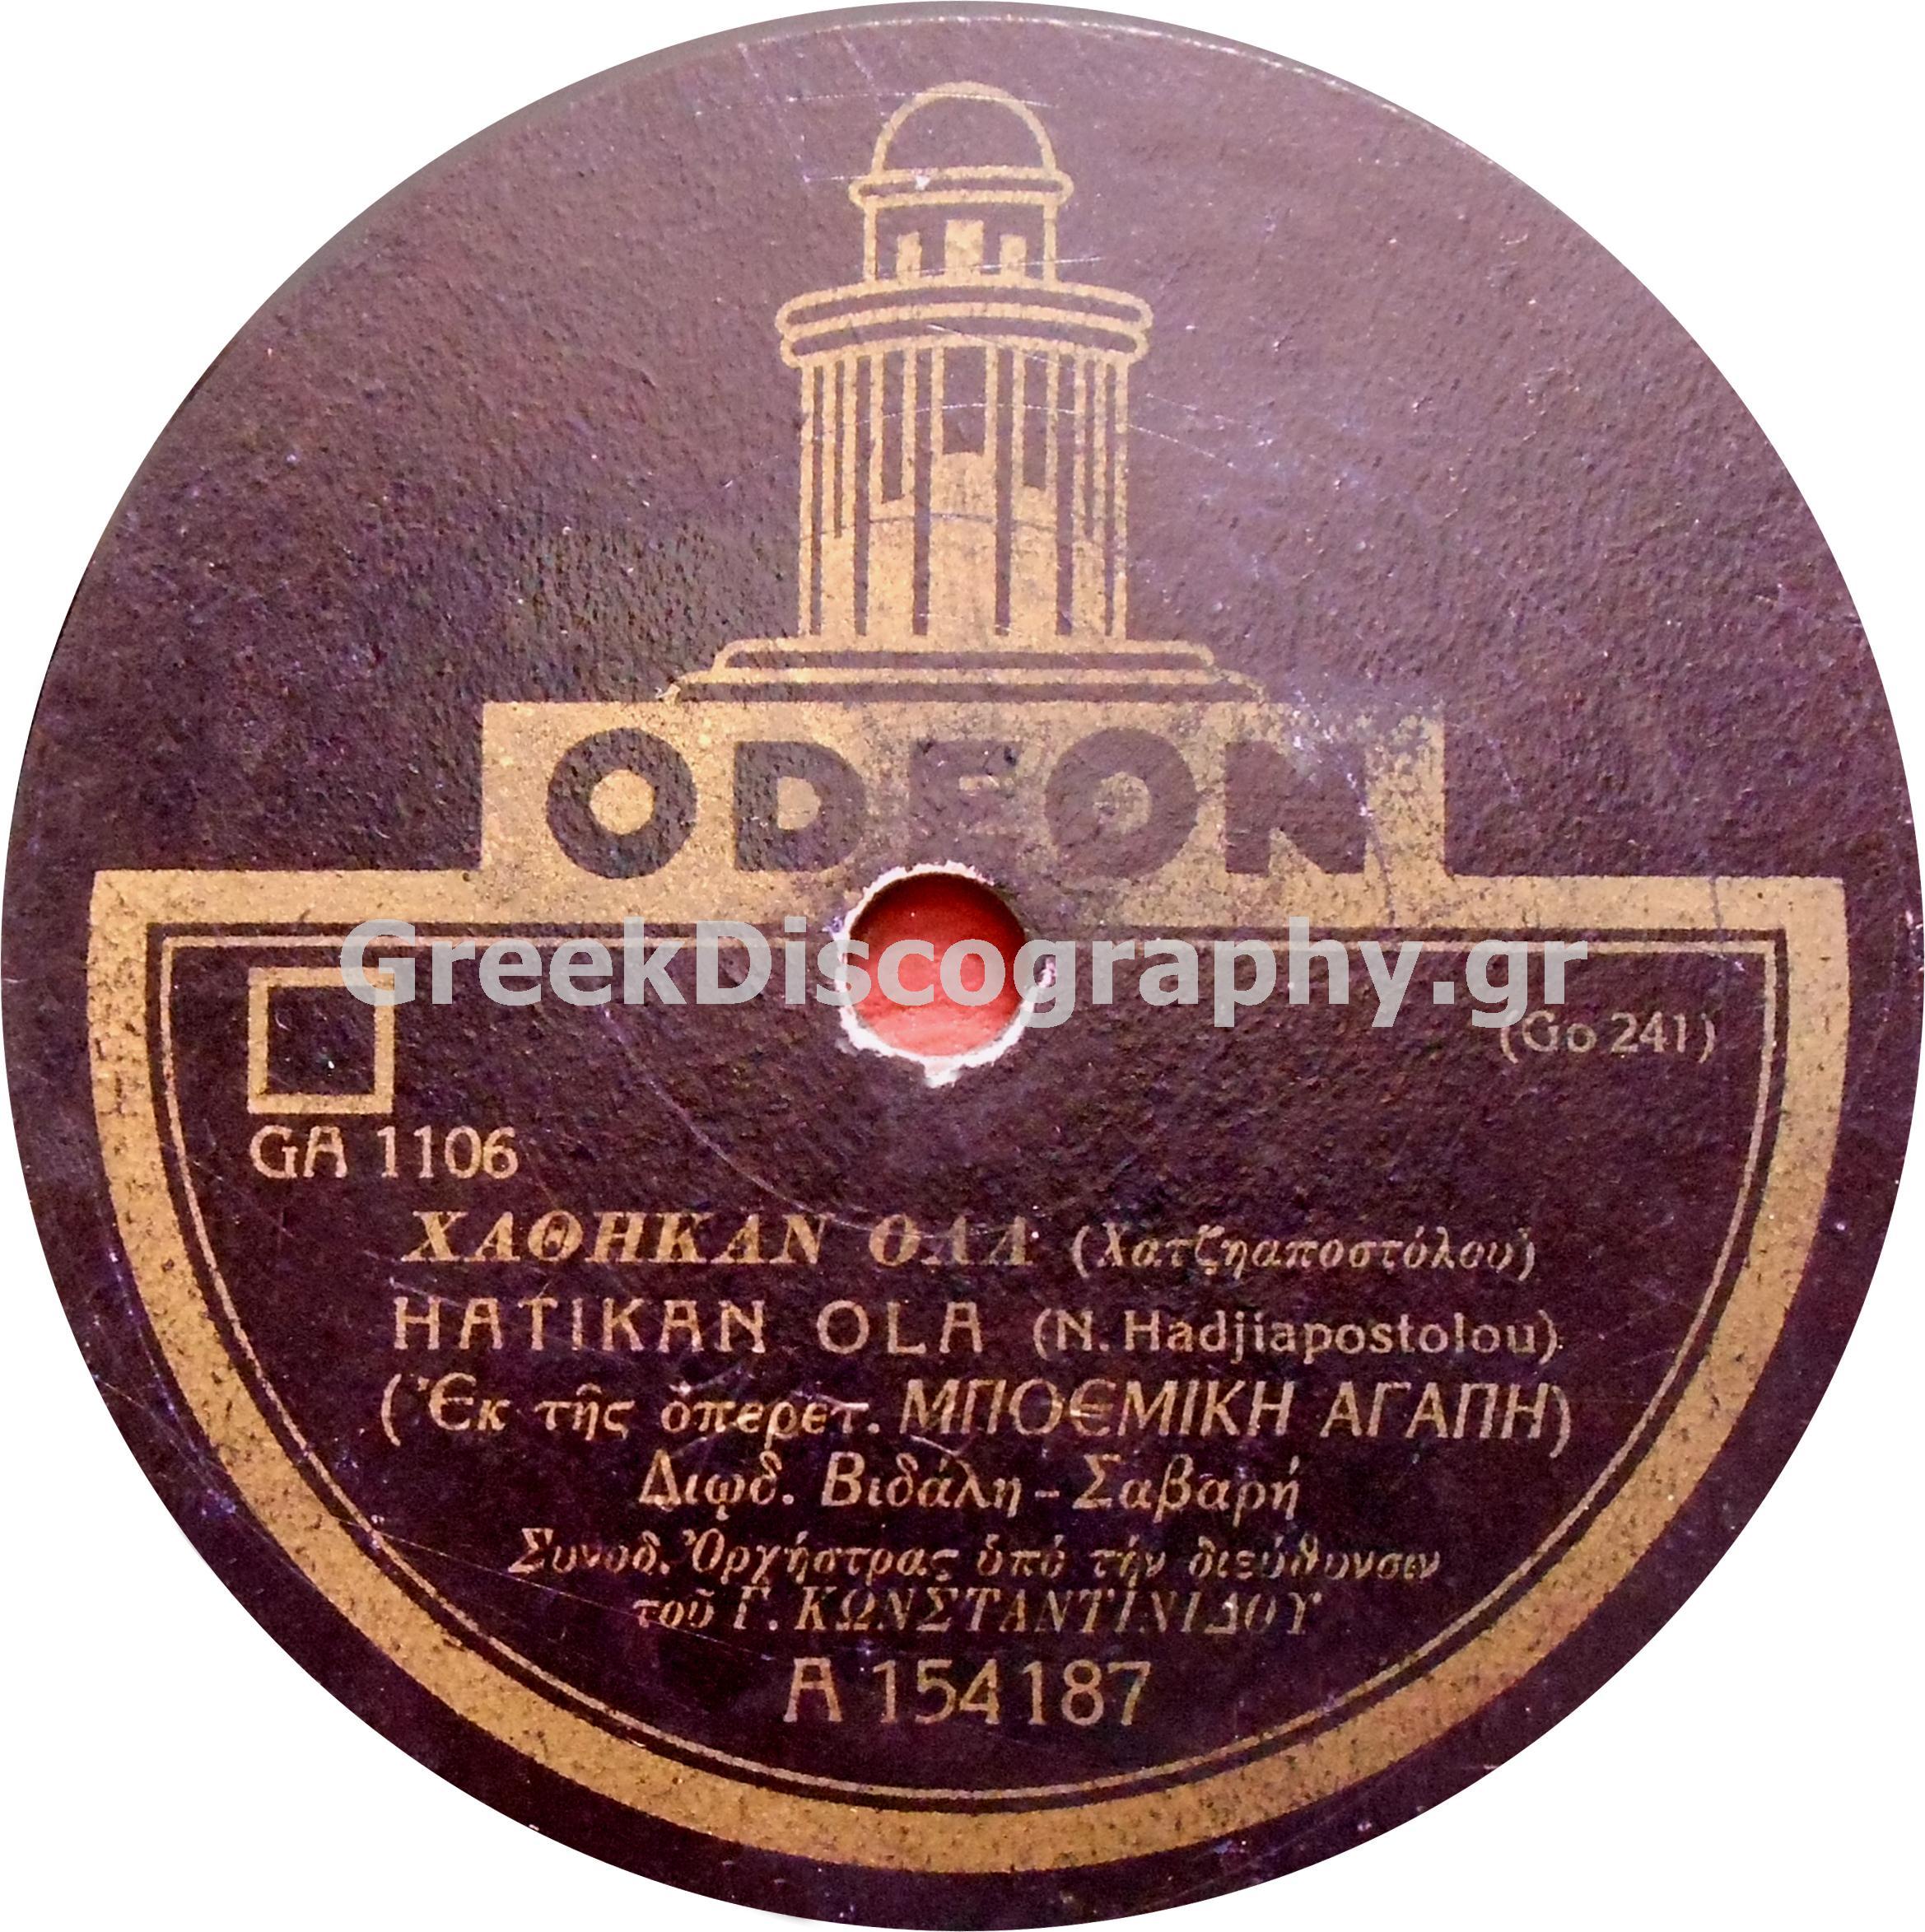 ODEON
GreekDiscography.gr
(Go 241)
GA 1106
ΧΑΘΗΚΑΝ ΟΛΑ (Χατζηαποστόλου)
HATIKAN OLA (N. Hadjiapostolou)
(Ἐκ τῆς ὀπερετ. ΜΠΟΕΜΙΚΗ ΑΓΑΠΗ)
Διῳδ. Βιδάλη - Σαβαρή
Συνοδ. Ὀρχήστρας ὑπὸ τὴν διεύθυνσιν
τοῦ Γ. ΚΩΝΣΤΑΝΤΙΝΙΔΟΥ
A 154187